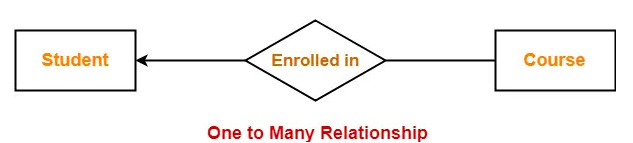 Student
Enrolled in
Course
One to Many Relationship